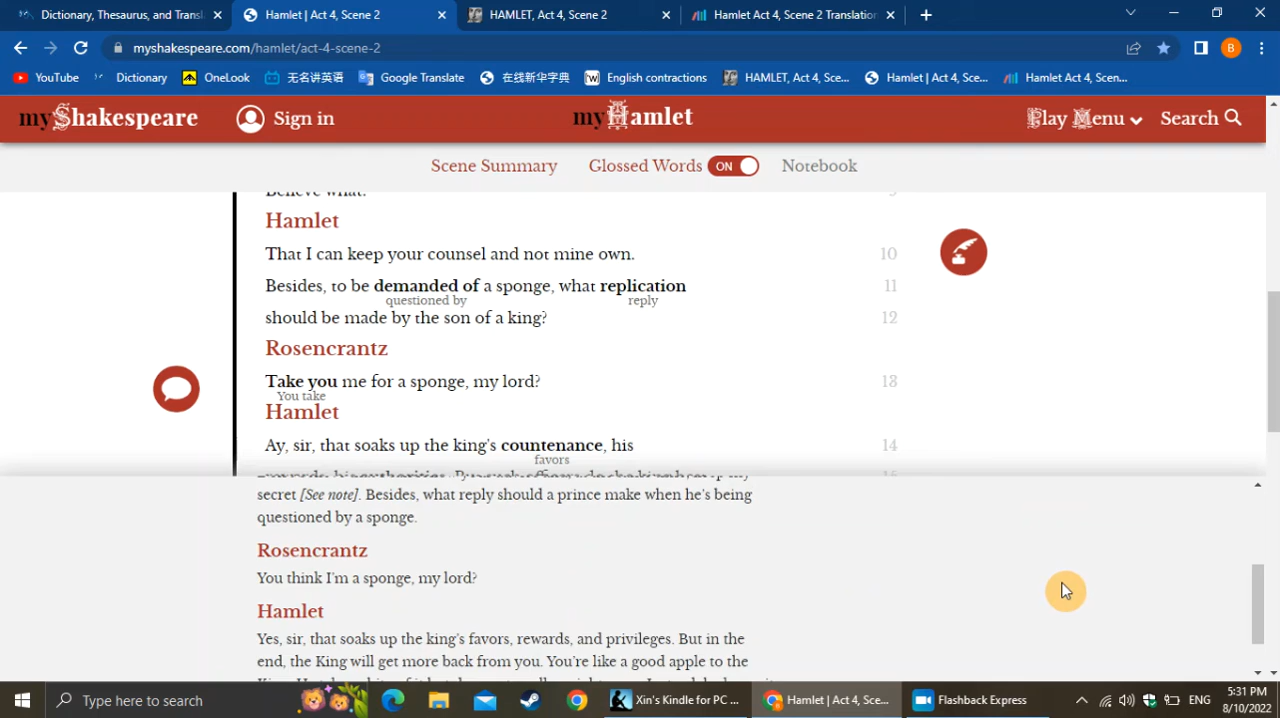 Dictionary, Thesaurus, and Transl
Hamlet | Act 4, Scene 2
HAMLET, Act 4, Scene 2
Hamlet Act 4, Scene 2 Translation
myshakespeare.com/hamlet/act-4-scene-2
B
YouTube
Dictionary
OneLook
无名讲英语
Google Translate
在线新华字典
English contractions
HAMLET, Act 4, Sce...
Hamlet | Act 4, Sce...
Hamlet Act 4, Scen...
myShakespeare
Sign in
myHamlet
Play Menu
Search
Scene Summary
Glossed Words
ON
Notebook
Believe what?
9
Hamlet
That I can keep your counsel and not mine own.
10
Besides, to be demanded of a sponge, what replication
11
questioned by
reply
should be made by the son of a king?
12
Rosencrantz
Take you me for a sponge, my lord?
13
You take
Hamlet
Ay, sir, that soaks up the king's countenance, his
14
favors
15
secret [See note]. Besides, what reply should a prince make when he's being
questioned by a sponge.
Rosencrantz
You think I'm a sponge, my lord?
Hamlet
Yes, sir, that soaks up the king's favors, rewards, and privileges. But in the
end, the King will get more back from you. You're like a good apple to the
Type here to search
Xin's Kindle for PC ...
Hamlet | Act 4, Sce...
Flashback Express
ENG
5:31 PM
8/10/2022